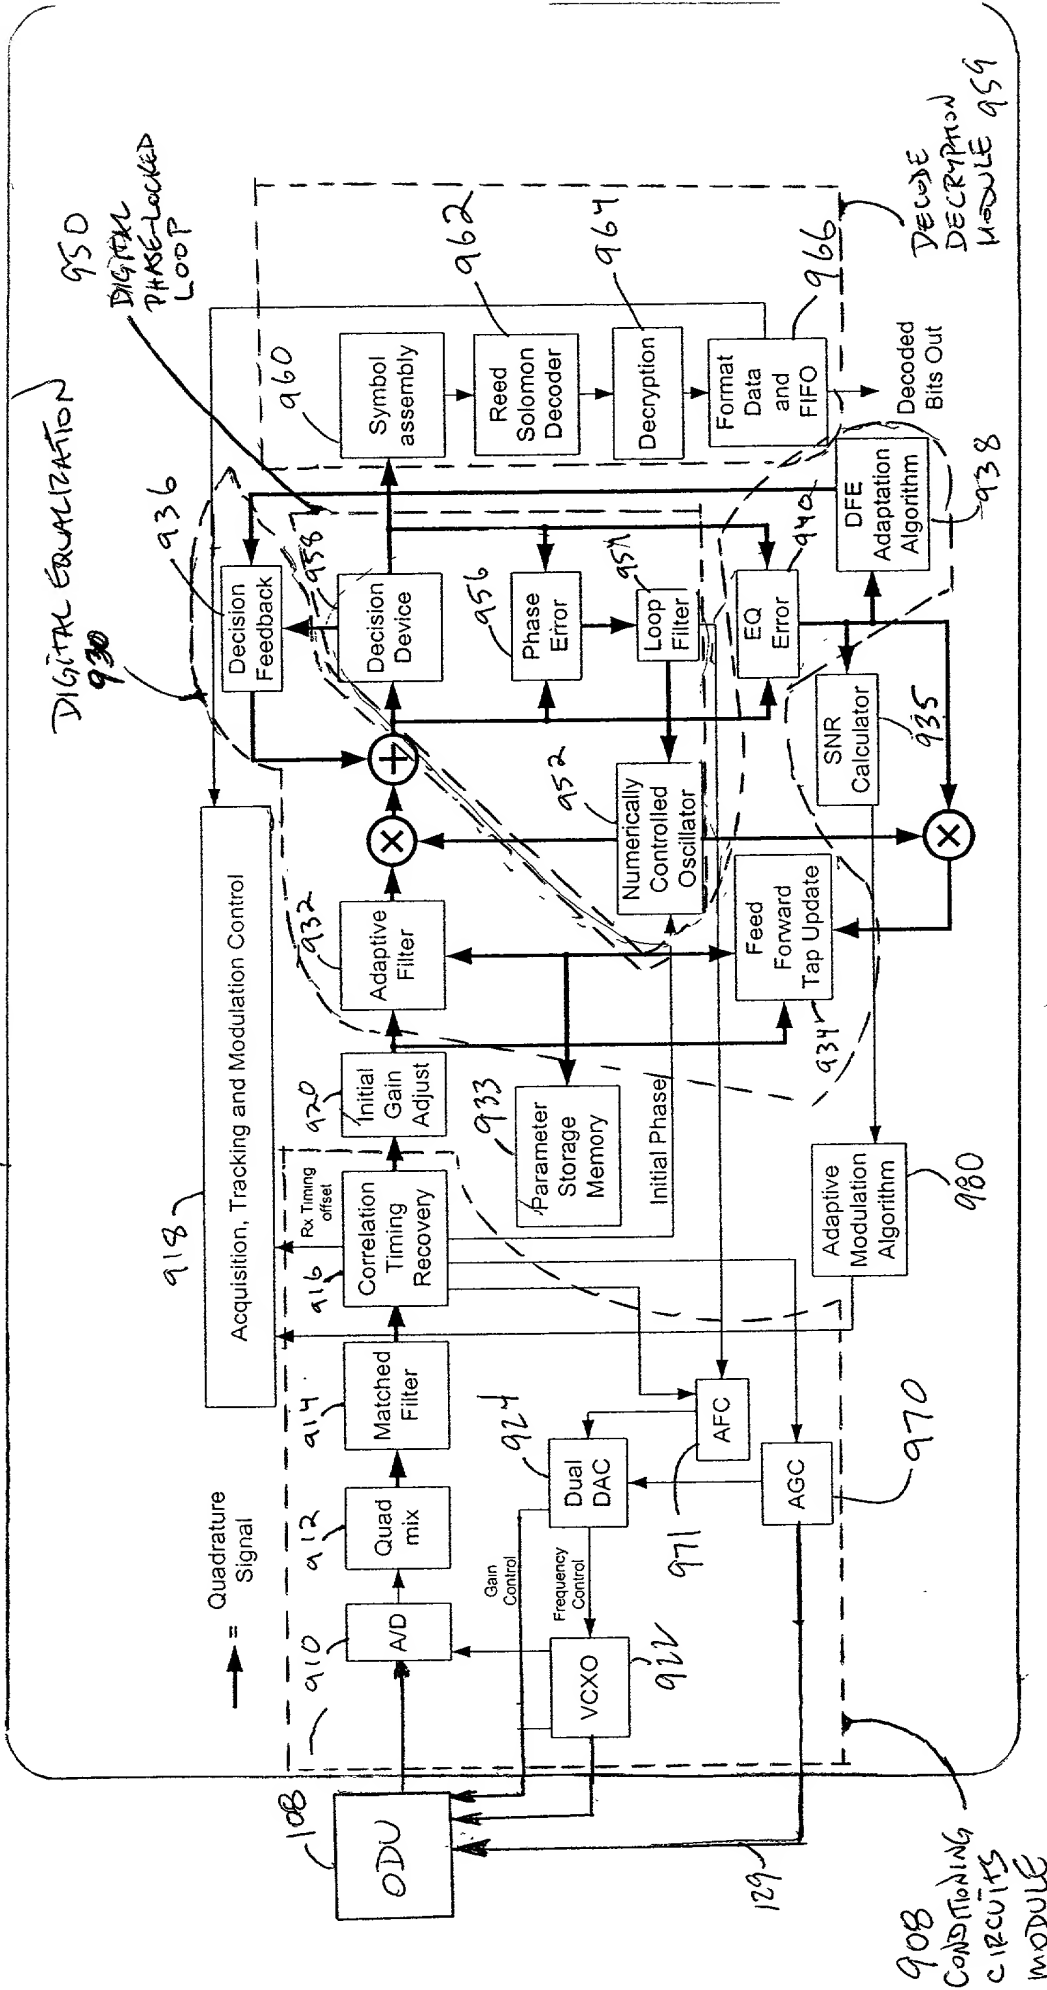 DIGITAL EQUALIZATION
930
950
DIGITAL
PHASE-LOCKED
LOOP
918
Acquisition, Tracking and Modulation Control
= Quadrature
Signal
Rx Timing
offset
108
ODU
910
A/D
912
Quad
mix
914
Matched
Filter
916
Correlation
Timing
Recovery
920
Initial
Gain
Adjust
932
Adaptive
Filter
×
+
936
Decision
Feedback
958
Decision
Device
960
Symbol
assembly
962
Reed
Solomon
Decoder
964
Decryption
966
Format
Data
and
FIFO
Decoded
Bits Out
DECODE
DECRYPTION
MODULE 959
956
Phase
Error
954
Loop
Filter
952
Numerically
Controlled
Oscillator
940
EQ
Error
DFE
Adaptation
Algorithm
938
SNR
Calculator
935
×
Feed
Forward
Tap Update
934
933
Parameter
Storage
Memory
Initial Phase
Adaptive
Modulation
Algorithm
980
924
Dual
DAC
AFC
971
AGC
970
Gain
Control
Frequency
Control
VCXO
922
129
908
CONDITIONING
CIRCUITS
MODULE